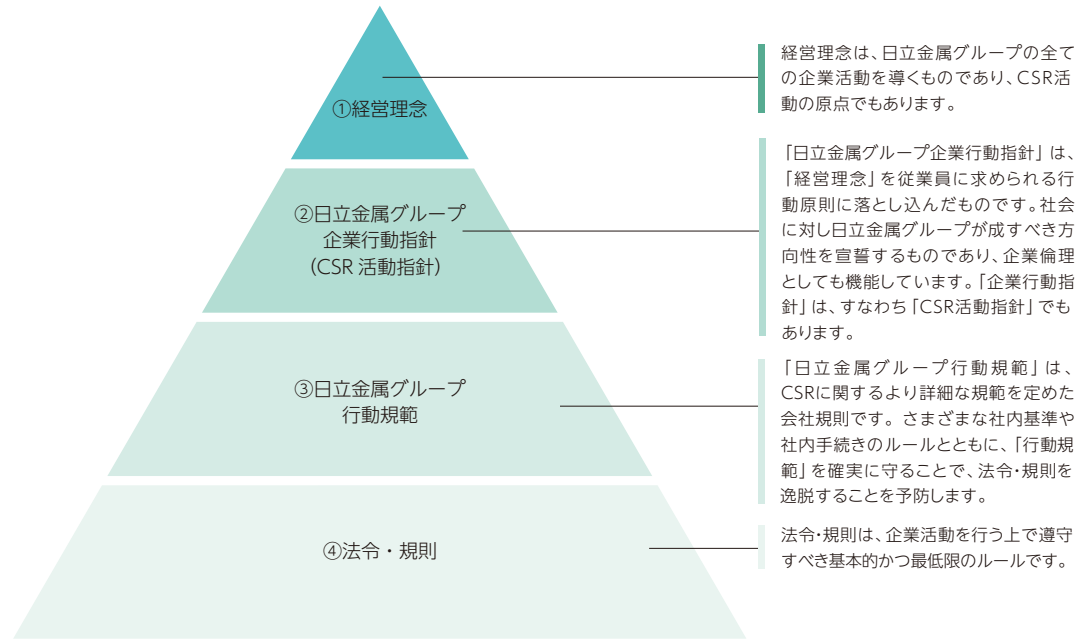 ①経営理念
経営理念は、日立金属グループの全て
の企業活動を導くものであり、CSR活
動の原点でもあります。
②日立金属グループ
企業行動指針
（CSR 活動指針）
「日立金属グループ企業行動指針」は、
「経営理念」を従業員に求められる行
動原則に落とし込んだものです。社会
に対し日立金属グループが成すべき方
向性を宣誓するものであり、企業倫理
としても機能しています。「企業行動指
針」は、すなわち「CSR活動指針」でも
あります。
③日立金属グループ
行動規範
「日立金属グループ行動規範」は、
CSRに関するより詳細な規範を定めた
会社規則です。さまざまな社内基準や
社内手続きのルールとともに、「行動規
範」を確実に守ることで、法令・規則を
逸脱することを予防します。
④法令・規則
法令・規則は、企業活動を行う上で遵守
すべき基本的かつ最低限のルールです。